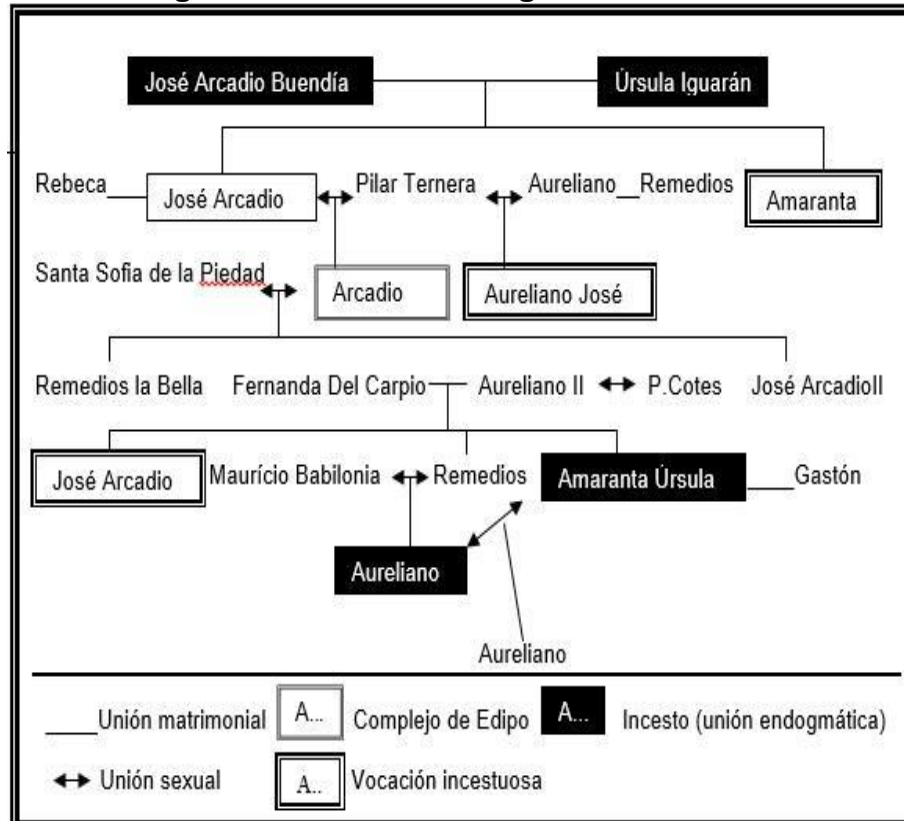 José Arcadio Buendía Úrsula Iguarán
Rebeca José Arcadio Pilar Ternera Aureliano Remedios Amaranta
Santa Sofia de la Piedad Arcadio Aureliano José
Remedios la Bella Fernanda Del Carpio Aureliano II P.Cotes José ArcadioII
José Arcadio Maurício Babilonia Remedios Amaranta Úrsula Gastón
Aureliano
Aureliano
Unión matrimonial A... Complejo de Edipo A... Incesto (unión endogmática)
Unión sexual A.. Vocación incestuosa